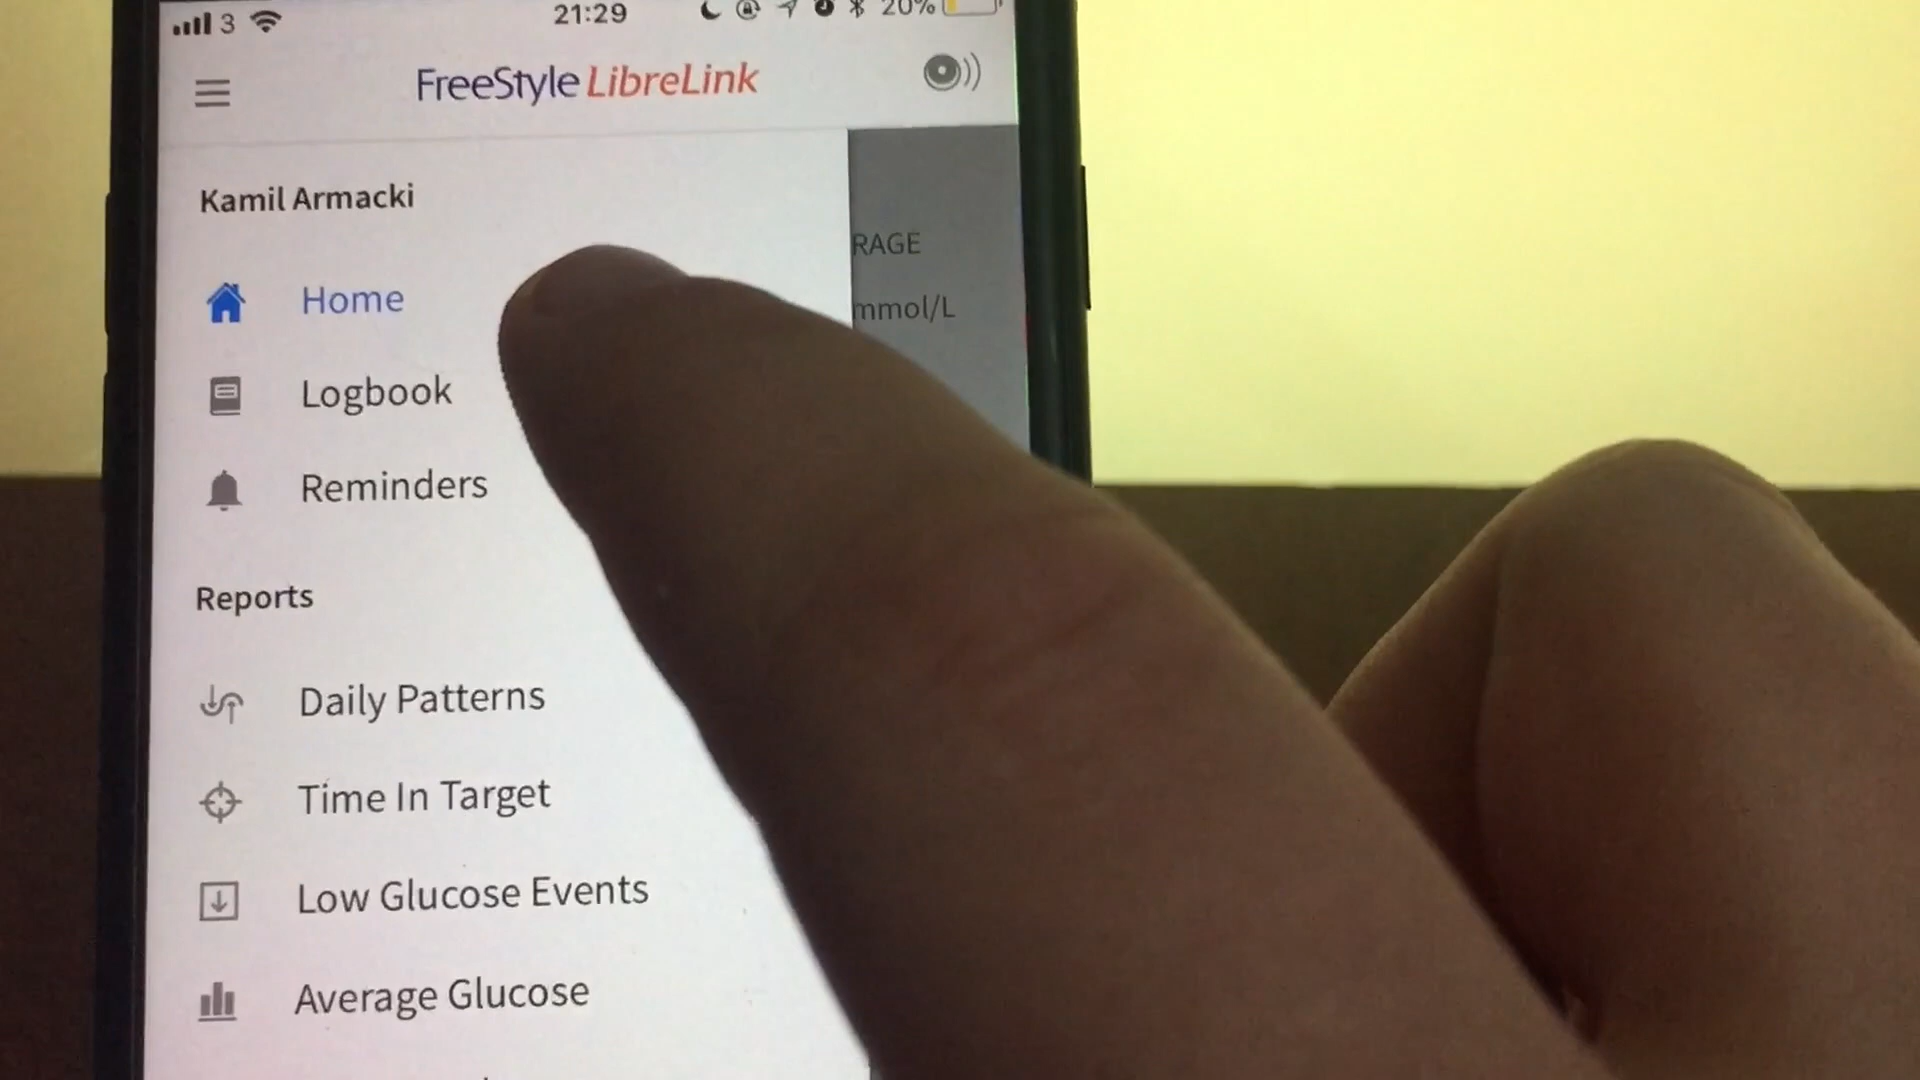 3 21:29 20%
FreeStyle LibreLink
Kamil Armacki
RAGE
Home
mmol/L
Logbook
Reminders
Reports
Daily Patterns
Time In Target
Low Glucose Events
Average Glucose